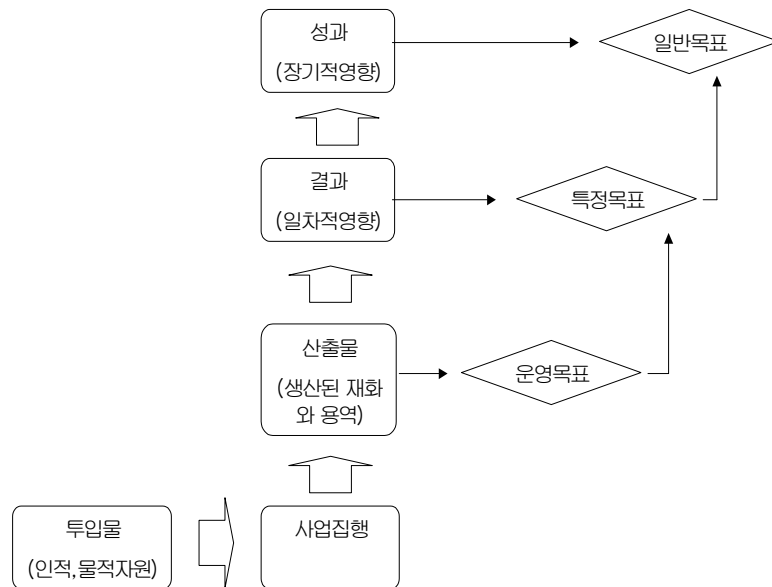 성과
(장기적영향)
일반목표
결과
(일차적영향)
특정목표
산출물
(생산된 재화
와 용역)
운영목표
투입물
(인적,물적자원)
사업집행